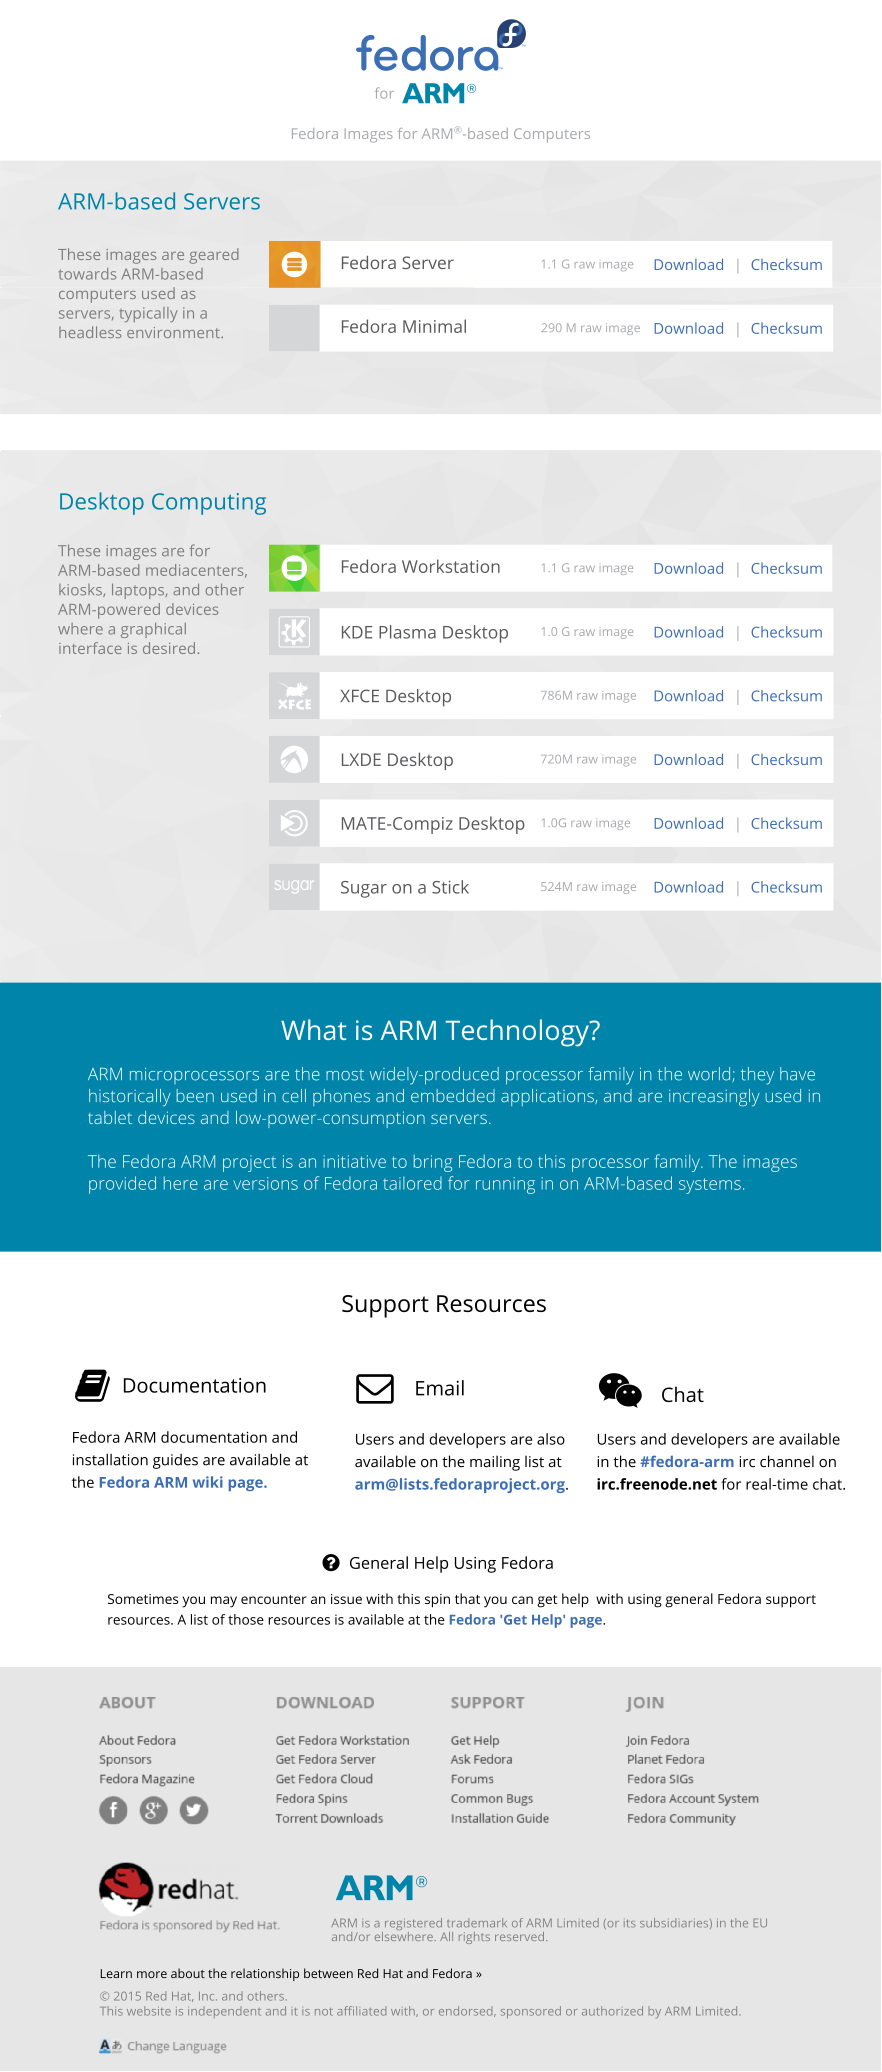 fedora
for ARM®
Fedora Images for ARM®-based Computers
ARM-based Servers
These images are geared
towards ARM-based
computers used as
servers, typically in a
headless environment.
Fedora Server 1.1 G raw image Download | Checksum
Fedora Minimal 290 M raw image Download | Checksum
Desktop Computing
These images are for
ARM-based mediacenters,
kiosks, laptops, and other
ARM-powered devices
where a graphical
interface is desired.
Fedora Workstation 1.1 G raw image Download | Checksum
KDE Plasma Desktop 1.0 G raw image Download | Checksum
XFCE XFCE Desktop 786M raw image Download | Checksum
LXDE Desktop 720M raw image Download | Checksum
MATE-Compiz Desktop 1.0G raw image Download | Checksum
sugar Sugar on a Stick 524M raw image Download | Checksum
What is ARM Technology?
ARM microprocessors are the most widely-produced processor family in the world; they have
historically been used in cell phones and embedded applications, and are increasingly used in
tablet devices and low-power-consumption servers.
The Fedora ARM project is an initiative to bring Fedora to this processor family. The images
provided here are versions of Fedora tailored for running in on ARM-based systems.
Support Resources
Documentation
Fedora ARM documentation and
installation guides are available at
the Fedora ARM wiki page.
Email
Users and developers are also
available on the mailing list at
arm@lists.fedoraproject.org.
Chat
Users and developers are available
in the #fedora-arm irc channel on
irc.freenode.net for real-time chat.
General Help Using Fedora
Sometimes you may encounter an issue with this spin that you can get help  with using general Fedora support
resources. A list of those resources is available at the Fedora 'Get Help' page.
ABOUT
About Fedora
Sponsors
Fedora Magazine
DOWNLOAD
Get Fedora Workstation
Get Fedora Server
Get Fedora Cloud
Fedora Spins
Torrent Downloads
SUPPORT
Get Help
Ask Fedora
Forums
Common Bugs
Installation Guide
JOIN
Join Fedora
Planet Fedora
Fedora SIGs
Fedora Account System
Fedora Community
redhat.
Fedora is sponsored by Red Hat.
ARM®
ARM is a registered trademark of ARM Limited (or its subsidiaries) in the EU
and/or elsewhere. All rights reserved.
Learn more about the relationship between Red Hat and Fedora »
© 2015 Red Hat, Inc. and others.
This website is independent and it is not affiliated with, or endorsed, sponsored or authorized by ARM Limited.
Change Language